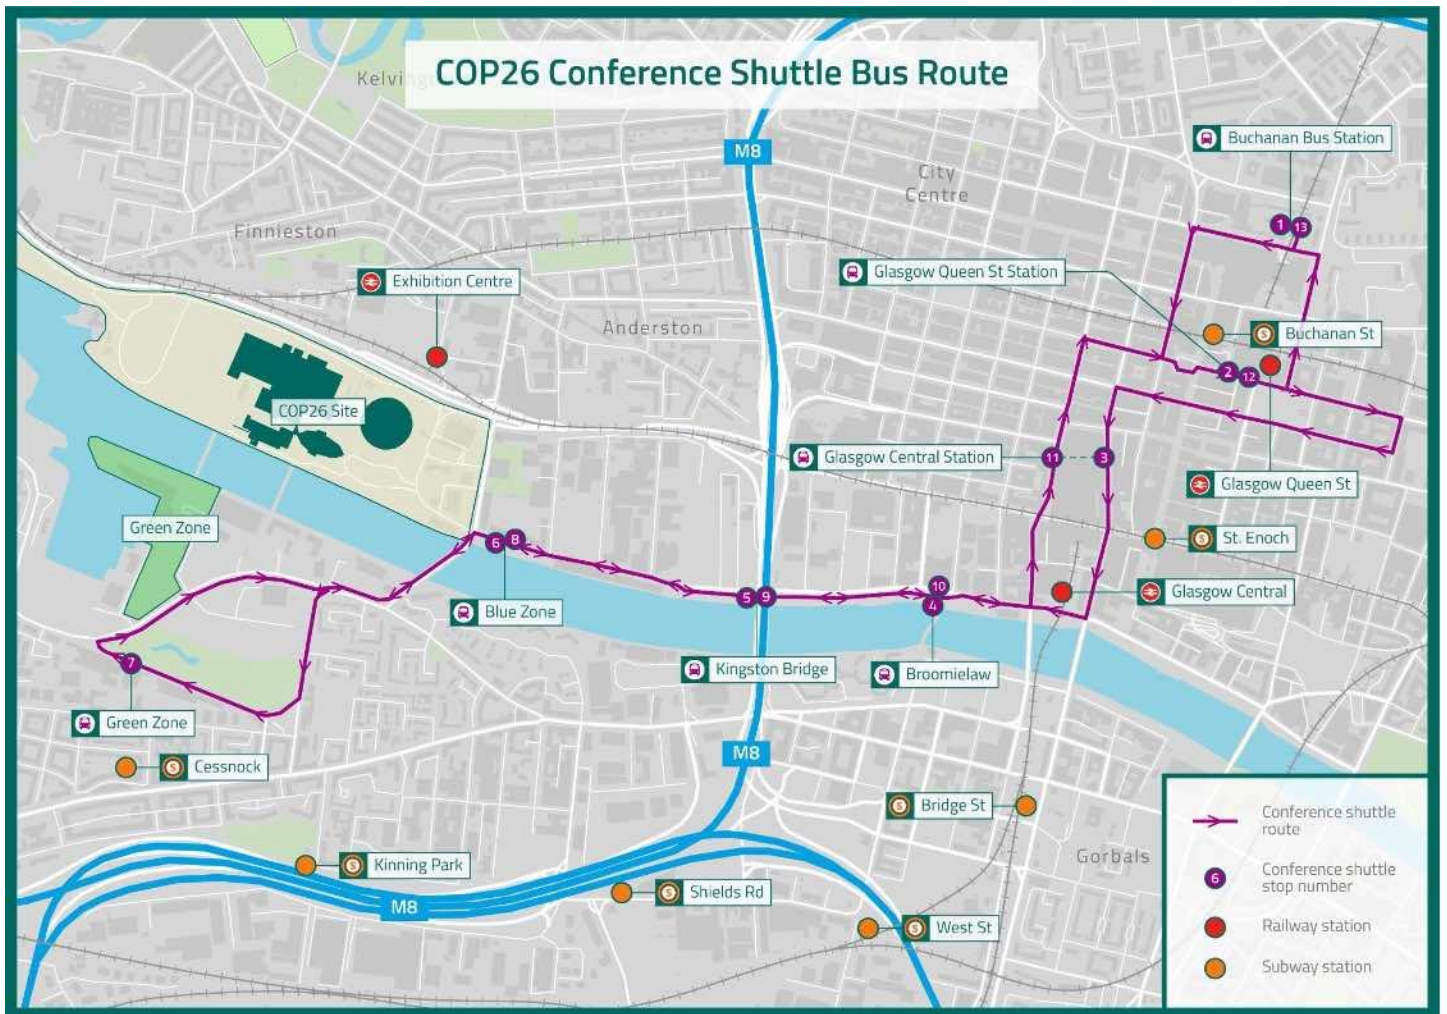 COP26 Conference Shuttle Bus Route
M8
Buchanan Bus Station
City
Centre
1
13
Finnieston
Glasgow Queen St Station
Exhibition Centre
Anderston
Buchanan St
2
12
COP26 Site
Glasgow Central Station
11
3
Glasgow Queen St
Green Zone
6
8
St. Enoch
10
Glasgow Central
5
9
4
Blue Zone
7
Kingston Bridge
Broomielaw
Green Zone
M8
Cessnock
Bridge St
Gorbals
Kinning Park
Shields Rd
M8
West St
Conference shuttle
route
6
Conference shuttle
stop number
Railway station
Subway station